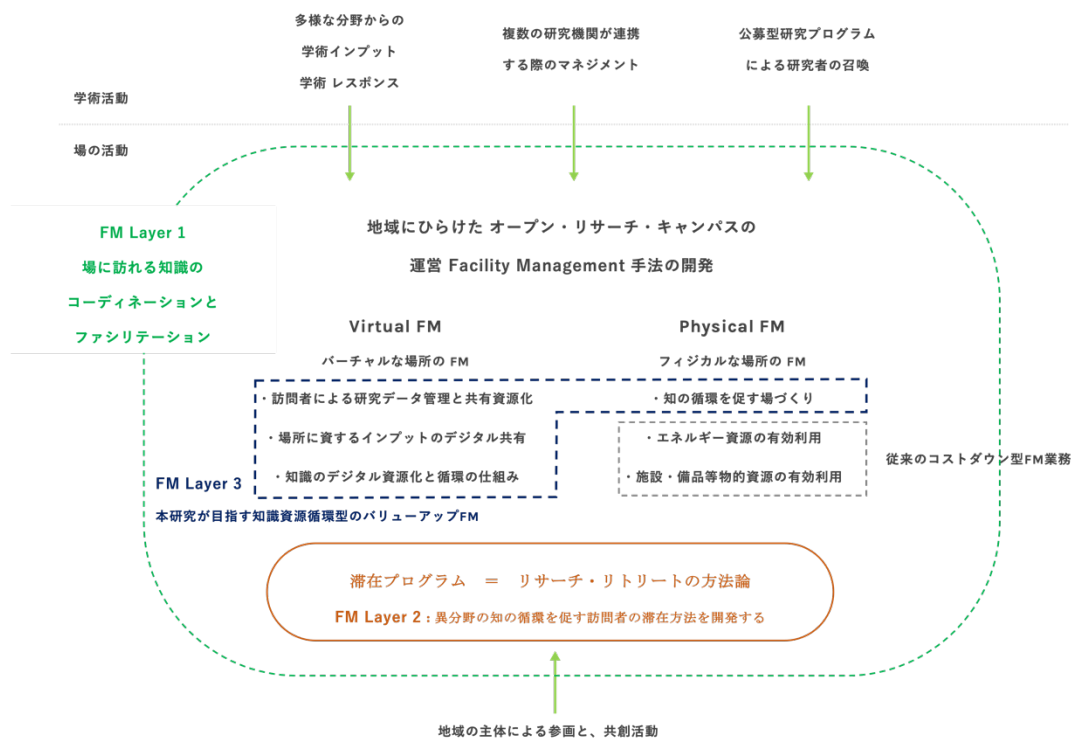 多様な分野からの
学術インプット
学術 レスポンス
複数の研究機関が連携
する際のマネジメント
公募型研究プログラム
による研究者の召喚
学術活動
場の活動
FM Layer 1
場に訪れる知識の
コーディネーションと
ファシリテーション
地域にひらけた オープン・リサーチ・キャンパスの
運営 Facility Management 手法の開発
Virtual FM
バーチャルな場所の FM
・訪問者による研究データ管理と共有資源化
・場所に資するインプットのデジタル共有
・知識のデジタル資源化と循環の仕組み
Physical FM
フィジカルな場所の FM
・知の循環を促す場づくり
・エネルギー資源の有効利用
・施設・備品等物的資源の有効利用
従来のコストダウン型FM業務
FM Layer 3
本研究が目指す知識資源循環型のバリューアップFM
滞在プログラム ＝ リサーチ・リトリートの方法論
FM Layer 2 : 異分野の知の循環を促す訪問者の滞在方法を開発する
地域の主体による参画と、共創活動